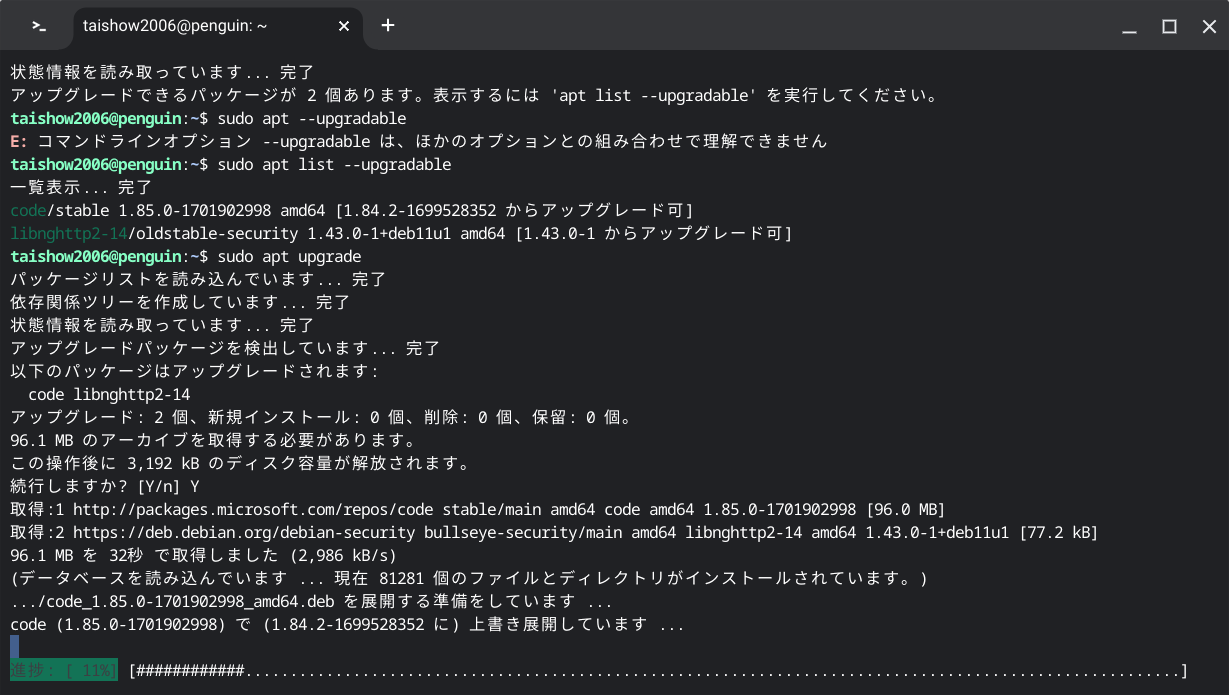 >_ taishow2006@penguin: ~ × +
状態情報を読み取っています... 完了
アップグレードできるパッケージが 2 個あります。表示するには 'apt list --upgradable' を実行してください。
taishow2006@penguin:~$ sudo apt --upgradable
E: コマンドラインオプション --upgradable は、ほかのオプションとの組み合わせで理解できません
taishow2006@penguin:~$ sudo apt list --upgradable
一覧表示... 完了
code/stable 1.85.0-1701902998 amd64 [1.84.2-1699528352 からアップグレード可]
libnghttp2-14/oldstable-security 1.43.0-1+deb11u1 amd64 [1.43.0-1 からアップグレード可]
taishow2006@penguin:~$ sudo apt upgrade
パッケージリストを読み込んでいます... 完了
依存関係ツリーを作成しています... 完了
状態情報を読み取っています... 完了
アップグレードパッケージを検出しています... 完了
以下のパッケージはアップグレードされます:
  code libnghttp2-14
アップグレード: 2 個、新規インストール: 0 個、削除: 0 個、保留: 0 個。
96.1 MB のアーカイブを取得する必要があります。
この操作後に 3,192 kB のディスク容量が解放されます。
続行しますか? [Y/n] Y
取得:1 http://packages.microsoft.com/repos/code stable/main amd64 code amd64 1.85.0-1701902998 [96.0 MB]
取得:2 https://deb.debian.org/debian-security bullseye-security/main amd64 libnghttp2-14 amd64 1.43.0-1+deb11u1 [77.2 kB]
96.1 MB を 32秒 で取得しました (2,986 kB/s)
(データベースを読み込んでいます ... 現在 81281 個のファイルとディレクトリがインストールされています。)
.../code_1.85.0-1701902998_amd64.deb を展開する準備をしています ...
code (1.85.0-1701902998) で (1.84.2-1699528352 に) 上書き展開しています ...
進捗: [ 11%] [############........................................................................................................]